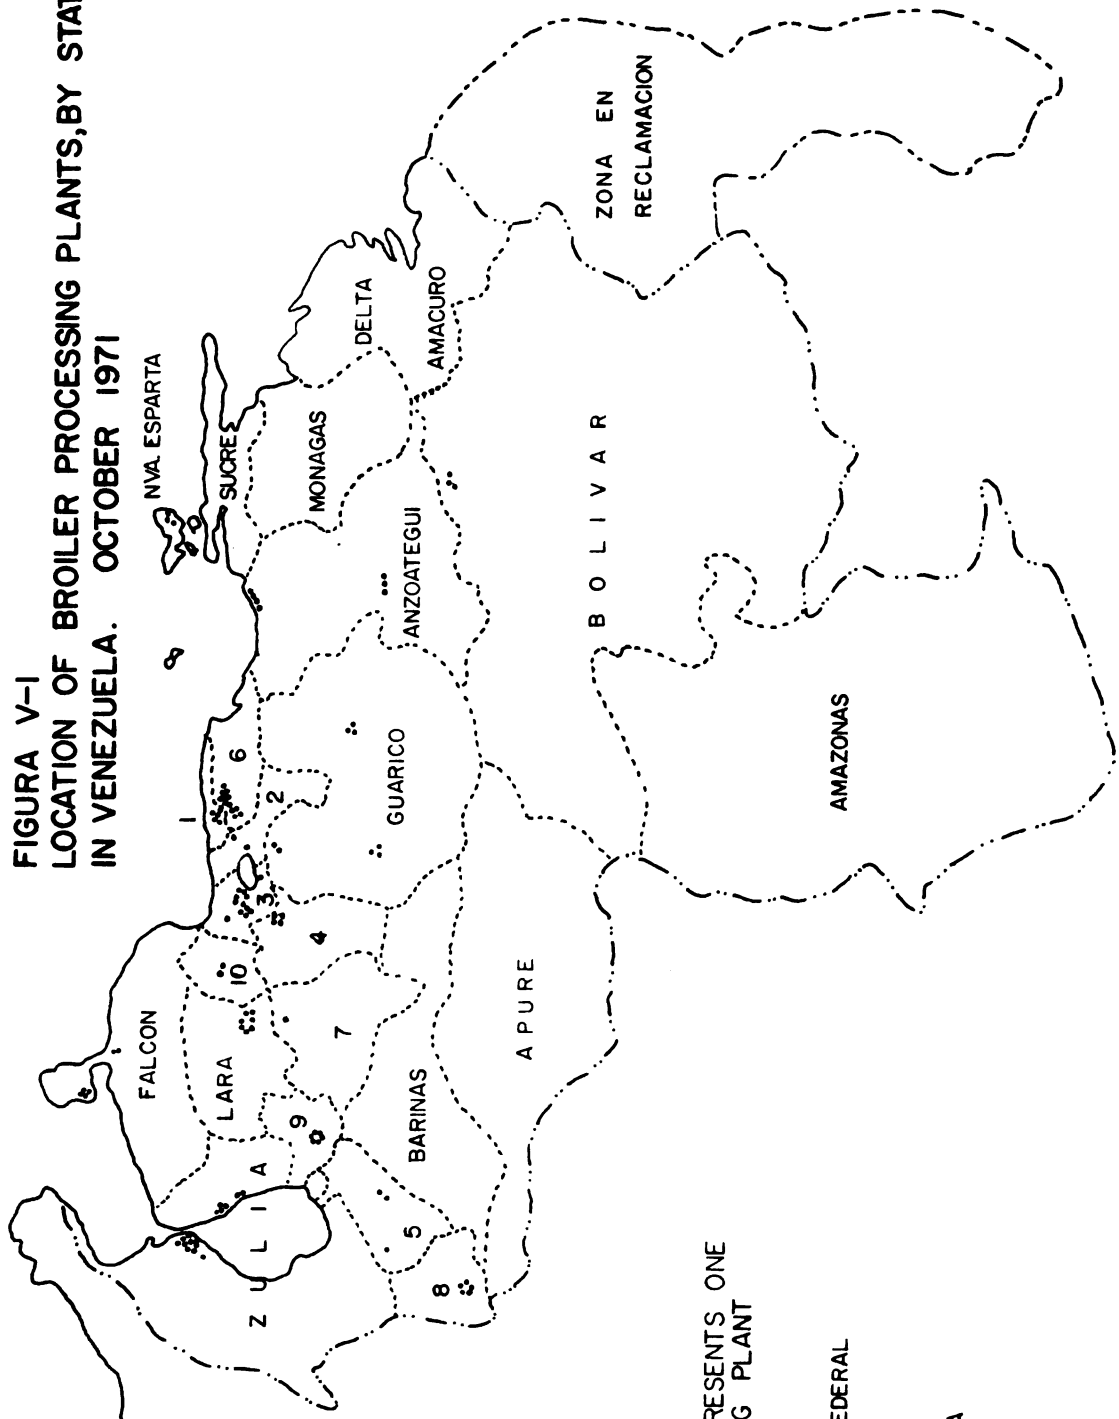 FIGURA V-1
LOCATION OF BROILER PROCESSING PLANTS, BY STAT
IN VENEZUELA. OCTOBER 1971
NVA. ESPARTA
SUCRE
MONAGAS
DELTA
AMACURO
ZONA EN
RECLAMACION
ANZOATEGUI
BOLIVAR
GUARICO
AMAZONAS
APURE
BARINAS
FALCON
LARA
ZULIA
1
6
2
3
4
10
7
9
5
8
RESENTS ONE
G PLANT
EDERAL
A